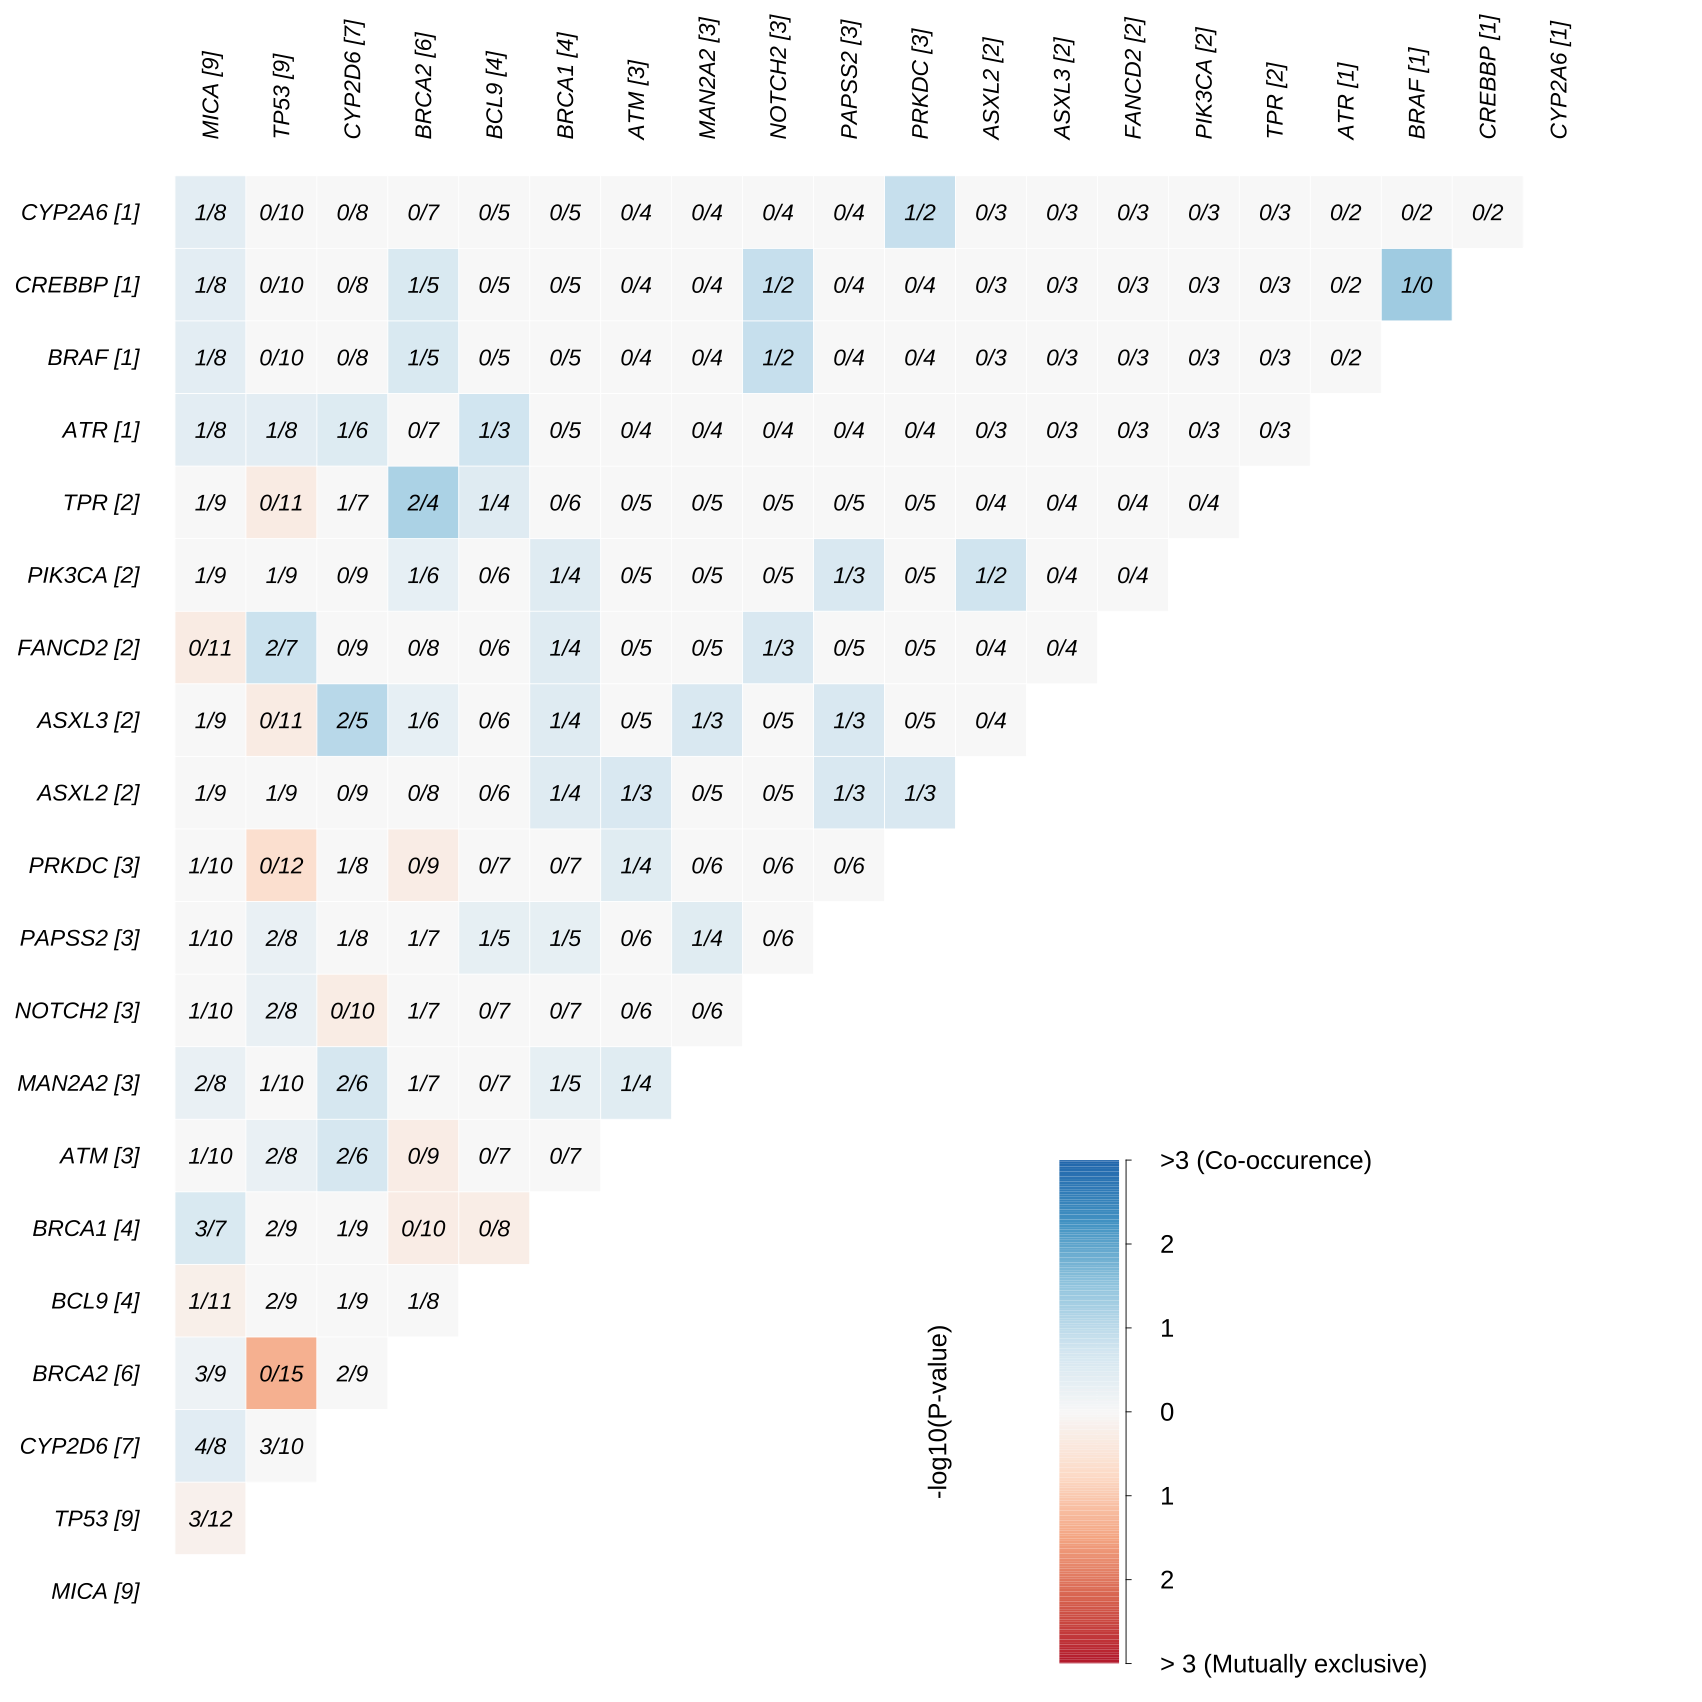 MICA [9] TP53 [9] CYP2D6 [7] BRCA2 [6] BCL9 [4] BRCA1 [4] ATM [3] MAN2A2 [3] NOTCH2 [3] PAPSS2 [3] PRKDC [3] ASXL2 [2] ASXL3 [2] FANCD2 [2] PIK3CA [2] TPR [2] ATR [1] BRAF [1] CREBBP [1] CYP2A6 [1]
CYP2A6 [1] 1/8 0/10 0/8 0/7 0/5 0/5 0/4 0/4 0/4 0/4 1/2 0/3 0/3 0/3 0/3 0/3 0/2 0/2 0/2
CREBBP [1] 1/8 0/10 0/8 1/5 0/5 0/5 0/4 0/4 1/2 0/4 0/4 0/3 0/3 0/3 0/3 0/3 0/2 1/0
BRAF [1] 1/8 0/10 0/8 1/5 0/5 0/5 0/4 0/4 1/2 0/4 0/4 0/3 0/3 0/3 0/3 0/3 0/2
ATR [1] 1/8 1/8 1/6 0/7 1/3 0/5 0/4 0/4 0/4 0/4 0/4 0/3 0/3 0/3 0/3 0/3
TPR [2] 1/9 0/11 1/7 2/4 1/4 0/6 0/5 0/5 0/5 0/5 0/5 0/4 0/4 0/4 0/4
PIK3CA [2] 1/9 1/9 0/9 1/6 0/6 1/4 0/5 0/5 0/5 1/3 0/5 1/2 0/4 0/4
FANCD2 [2] 0/11 2/7 0/9 0/8 0/6 1/4 0/5 0/5 1/3 0/5 0/5 0/4 0/4
ASXL3 [2] 1/9 0/11 2/5 1/6 0/6 1/4 0/5 1/3 0/5 1/3 0/5 0/4
ASXL2 [2] 1/9 1/9 0/9 0/8 0/6 1/4 1/3 0/5 0/5 1/3 1/3
PRKDC [3] 1/10 0/12 1/8 0/9 0/7 0/7 1/4 0/6 0/6 0/6
PAPSS2 [3] 1/10 2/8 1/8 1/7 1/5 1/5 0/6 1/4 0/6
NOTCH2 [3] 1/10 2/8 0/10 1/7 0/7 0/7 0/6 0/6
MAN2A2 [3] 2/8 1/10 2/6 1/7 0/7 1/5 1/4
ATM [3] 1/10 2/8 2/6 0/9 0/7 0/7
BRCA1 [4] 3/7 2/9 1/9 0/10 0/8
BCL9 [4] 1/11 2/9 1/9 1/8
BRCA2 [6] 3/9 0/15 2/9
CYP2D6 [7] 4/8 3/10
TP53 [9] 3/12
MICA [9]
-log10(P-value)
>3 (Co-occurence)
2
1
0
1
2
> 3 (Mutually exclusive)